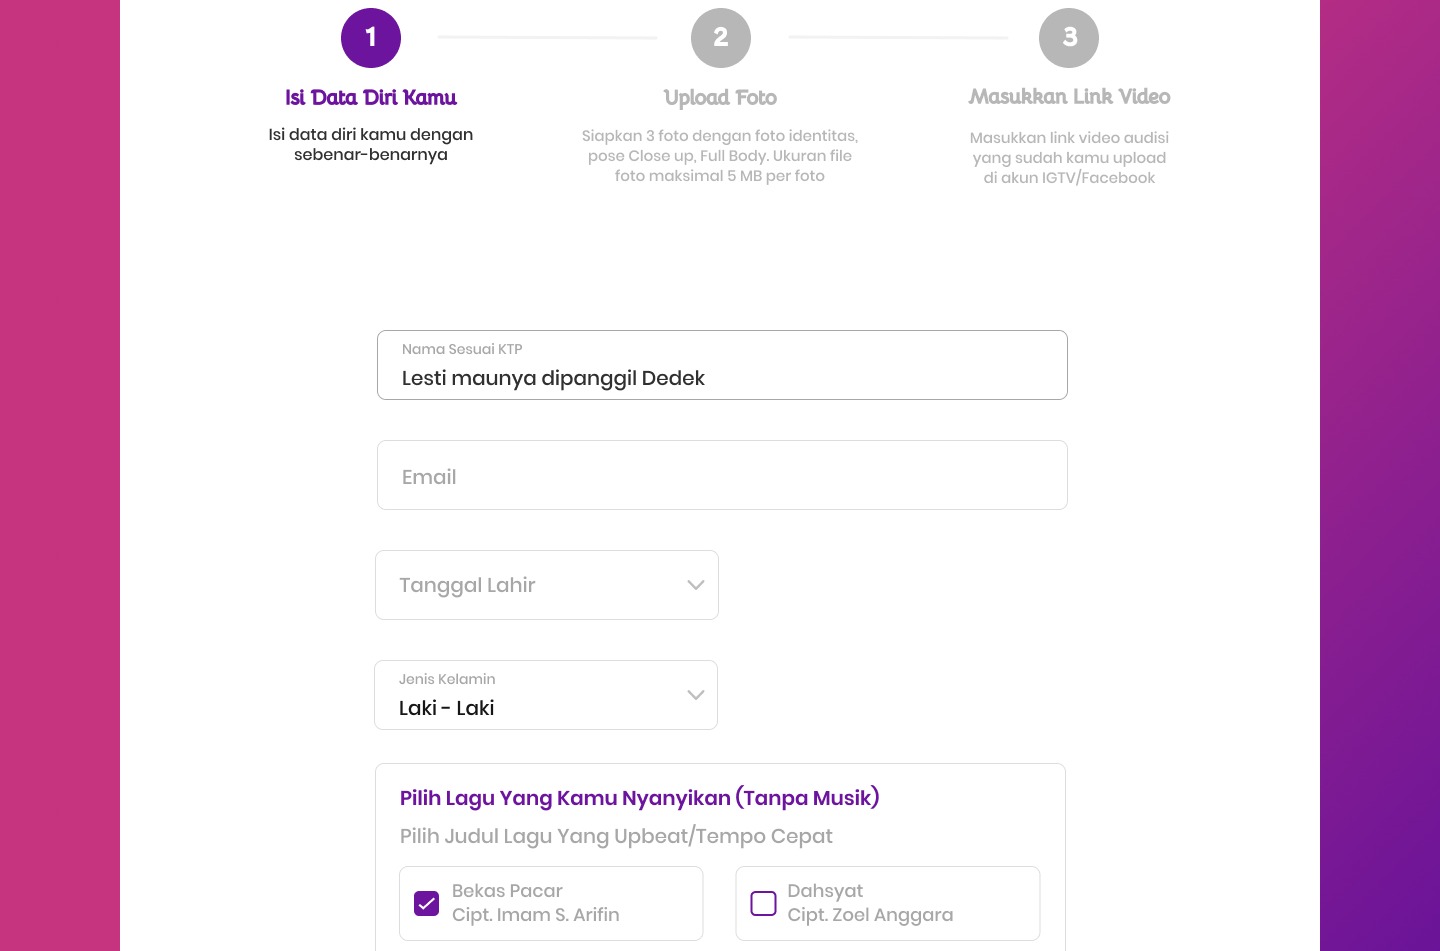 1
2
3
Isi Data Diri Kamu
Isi data diri kamu dengan
sebenar-benarnya
Upload Foto
Siapkan 3 foto dengan foto identitas,
pose Close up, Full Body. Ukuran file
foto maksimal 5 MB per foto
Masukkan Link Video
Masukkan link video audisi
yang sudah kamu upload
di akun IGTV/Facebook
Nama Sesuai KTP
Lesti maunya dipanggil Dedek
Email
Tanggal Lahir
Jenis Kelamin
Laki - Laki
Pilih Lagu Yang Kamu Nyanyikan (Tanpa Musik)
Pilih Judul Lagu Yang Upbeat/Tempo Cepat
Bekas Pacar
Cipt. Imam S. Arifin
Dahsyat
Cipt. Zoel Anggara